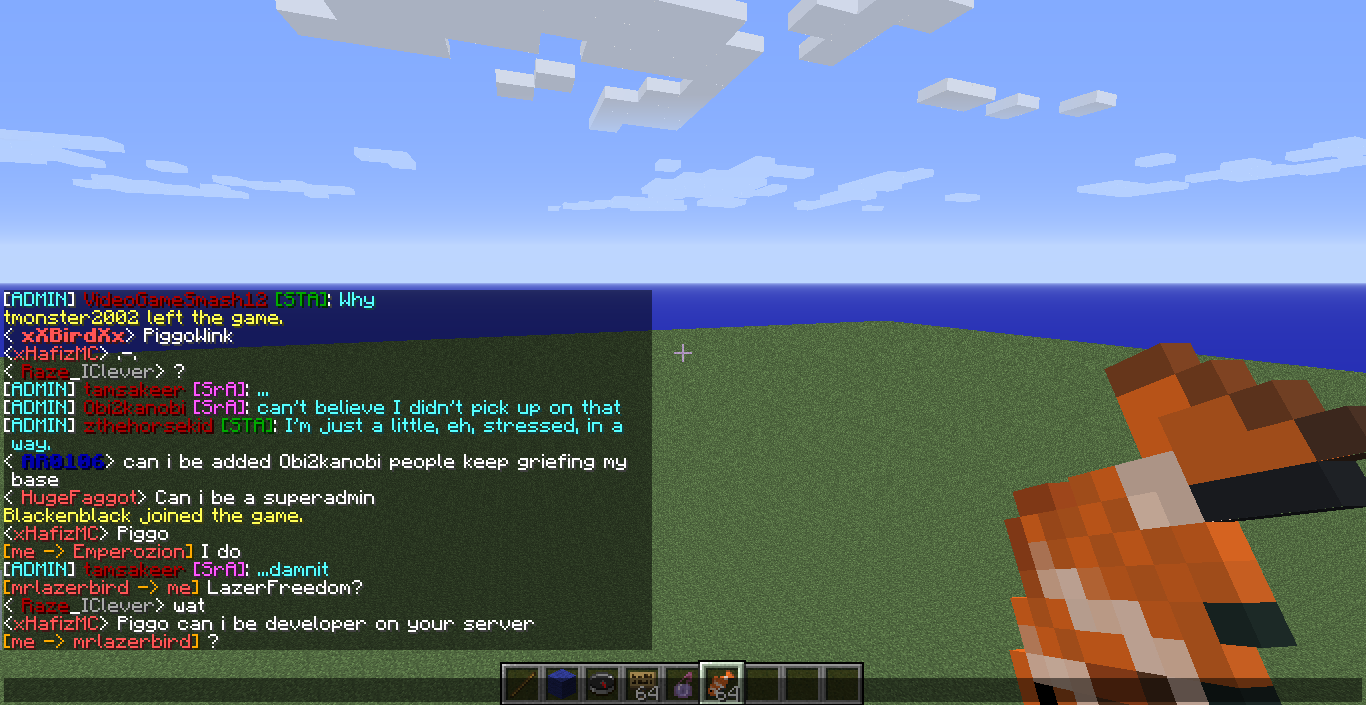 [ADMIN] VideoGameSmash12 [STA]: Why
tmonster2002 left the game.
< xXBirdXx> PiggoWink
<xHafizMC> .-.
< Raze_IClever> ?
[ADMIN] tamsakeer [SrA]: ...
[ADMIN] Obi2kanobi [SrA]: can't believe I didn't pick up on that
[ADMIN] zthehorsekid [STA]: I'm just a little, eh, stressed, in a
way.
< AR0106> can i be added Obi2kanobi people keep griefing my
base
< HugeFaggot> Can i be a superadmin
Blackenblack joined the game.
<xHafizMC> Piggo
[me -> Emperozion] I do
[ADMIN] tamsakeer [SrA]: ...damnit
[mrlazerbird -> me] LazerFreedom?
< Raze_IClever> wat
<xHafizMC> Piggo can i be developer on your server
[me -> mrlazerbird] ?
64 64